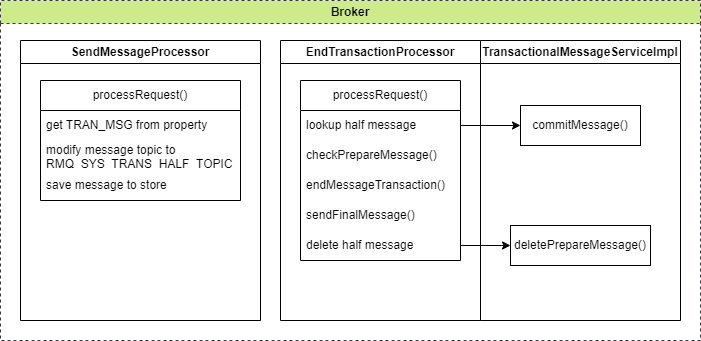 Broker
SendMessageProcessor
processRequest()
get TRAN_MSG from property
modify message topic to
RMQ_SYS_TRANS_HALF_TOPIC
save message to store
EndTransactionProcessor
processRequest()
lookup half message
checkPrepareMessage()
endMessageTransaction()
sendFinalMessage()
delete half message
TransactionalMessageServiceImpl
commitMessage()
deletePrepareMessage()